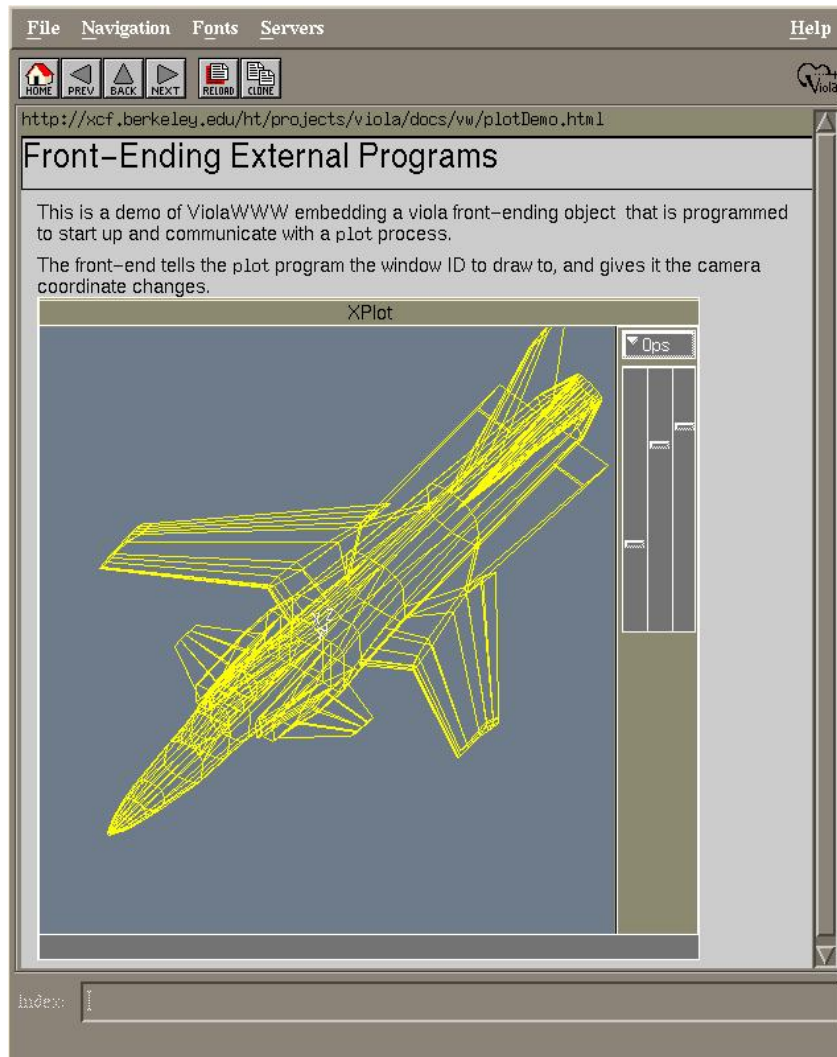 File Navigation Fonts Servers Help
HOME PREV BACK NEXT RELOAD CLONE Viola
http://xcf.berkeley.edu/ht/projects/viola/docs/vw/plotDemo.html
Front-Ending External Programs
This is a demo of ViolaWWW embedding a viola front-ending object that is programmed
to start up and communicate with a plot process.
The front-end tells the plot program the window ID to draw to, and gives it the camera
coordinate changes.
XPlot
Ops
Index: